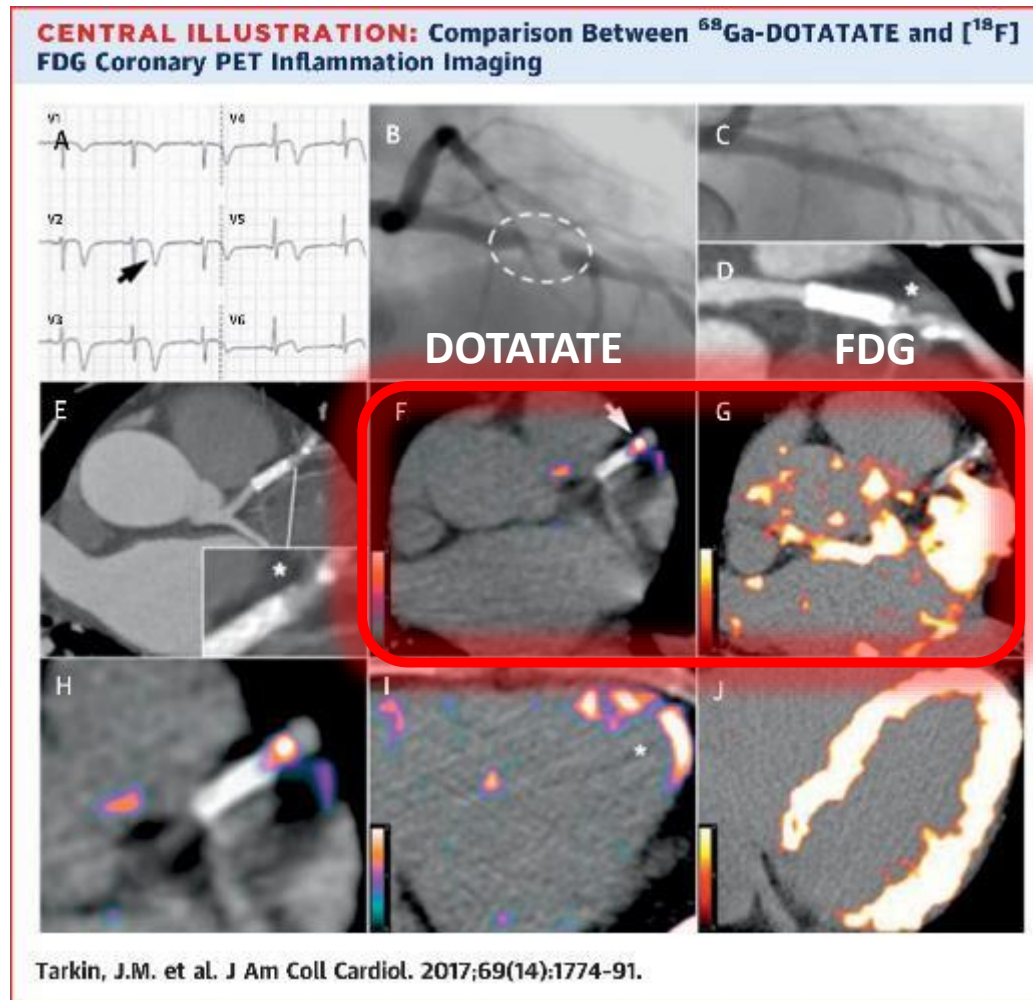 CENTRAL ILLUSTRATION: Comparison Between ⁶⁸Ga-DOTATATE and [¹⁸F]
FDG Coronary PET Inflammation Imaging
V1
V4
A
B
C
V2
V5
D
*
V3
V6
DOTATATE
FDG
E
F
G
*
H
I
J
*
Tarkin, J.M. et al. J Am Coll Cardiol. 2017;69(14):1774-91.